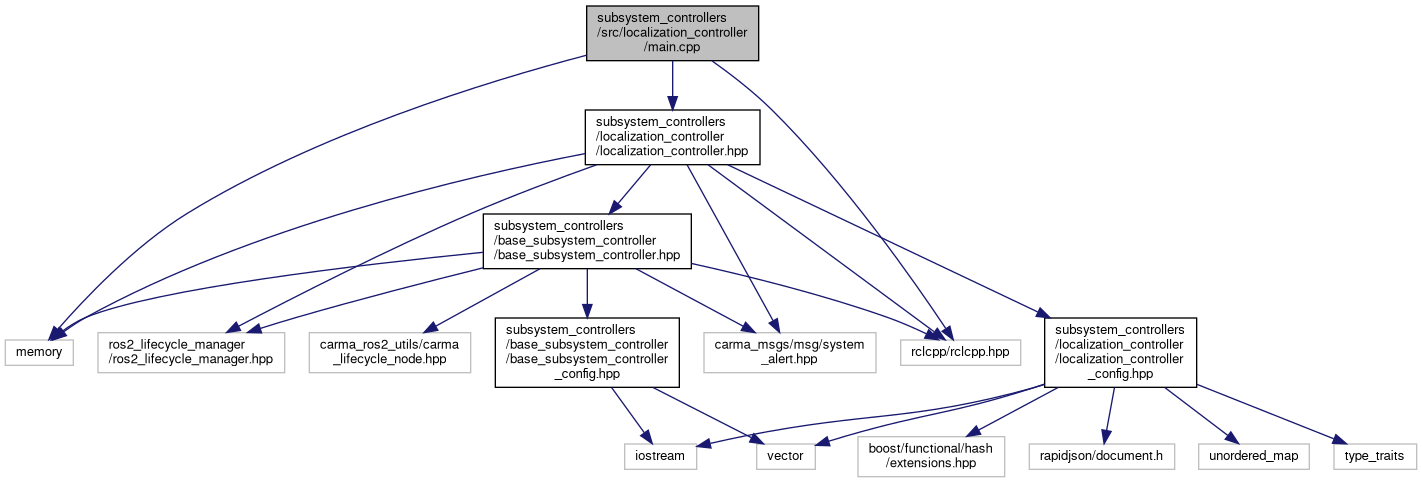 subsystem_controllers
/src/localization_controller
/main.cpp
subsystem_controllers
/localization_controller
/localization_controller.hpp
subsystem_controllers
/base_subsystem_controller
/base_subsystem_controller.hpp
memory
ros2_lifecycle_manager
/ros2_lifecycle_manager.hpp
carma_ros2_utils/carma
_lifecycle_node.hpp
subsystem_controllers
/base_subsystem_controller
/base_subsystem_controller
_config.hpp
carma_msgs/msg/system
_alert.hpp
rclcpp/rclcpp.hpp
subsystem_controllers
/localization_controller
/localization_controller
_config.hpp
iostream
vector
boost/functional/hash
/extensions.hpp
rapidjson/document.h
unordered_map
type_traits